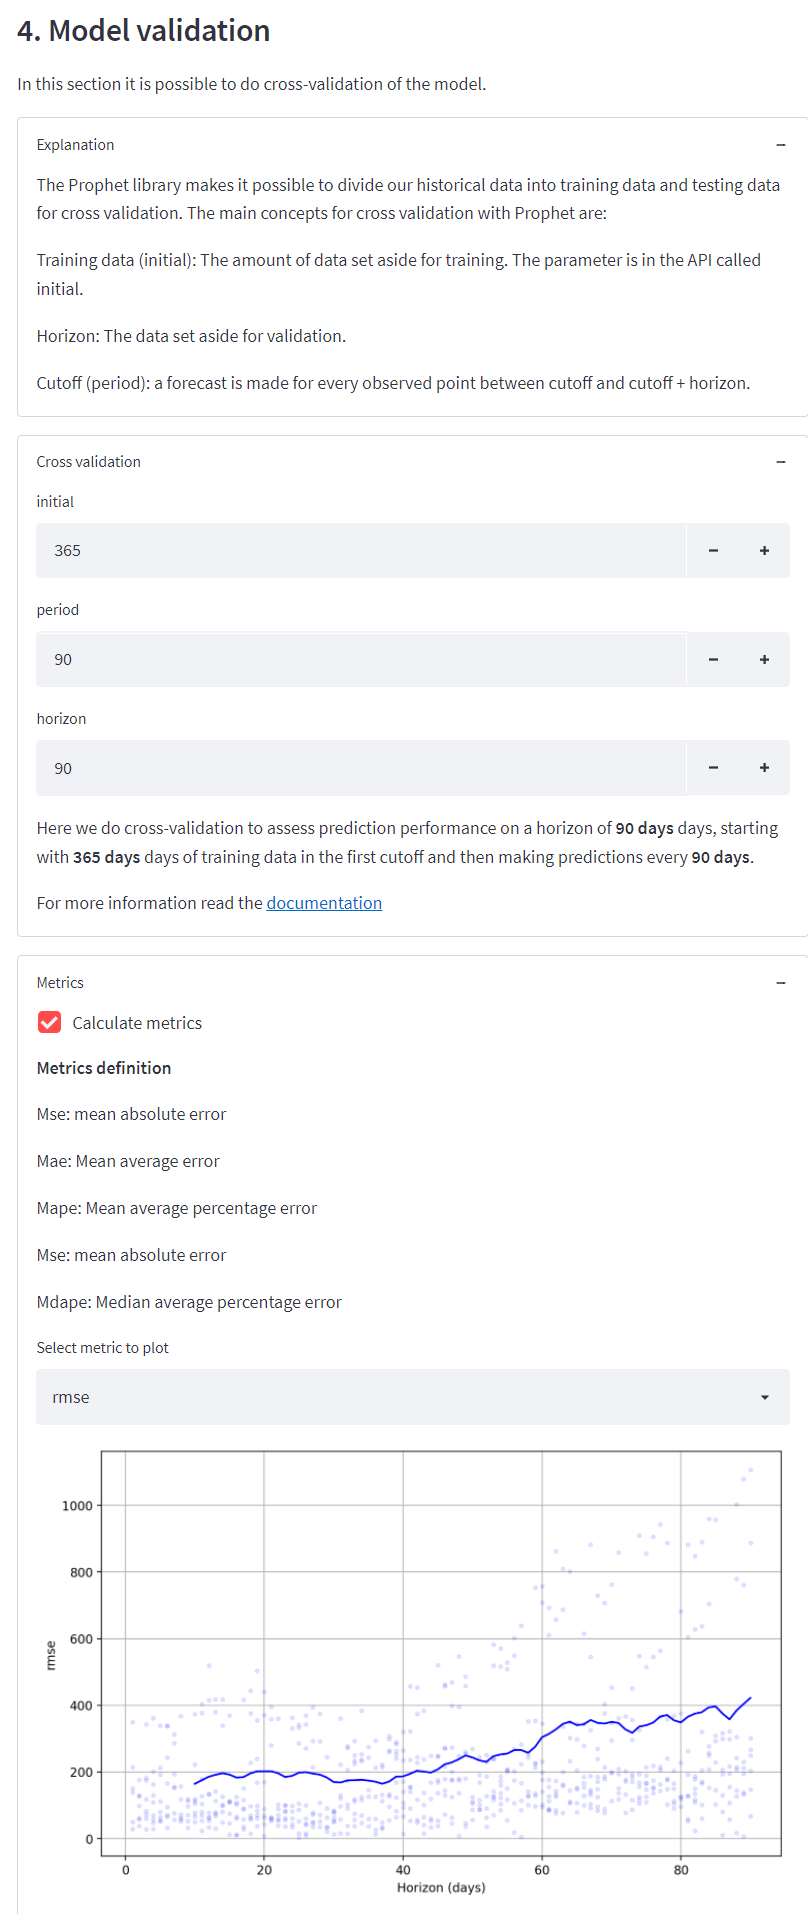 4. Model validation
In this section it is possible to do cross-validation of the model.
Explanation
The Prophet library makes it possible to divide our historical data into training data and testing data
for cross validation. The main concepts for cross validation with Prophet are:
Training data (initial): The amount of data set aside for training. The parameter is in the API called
initial.
Horizon: The data set aside for validation.
Cutoff (period): a forecast is made for every observed point between cutoff and cutoff + horizon.
Cross validation
initial
365
period
90
horizon
90
Here we do cross-validation to assess prediction performance on a horizon of 90 days days, starting
with 365 days days of training data in the first cutoff and then making predictions every 90 days.
For more information read the documentation
Metrics
Calculate metrics
Metrics definition
Mse: mean absolute error
Mae: Mean average error
Mape: Mean average percentage error
Mse: mean absolute error
Mdape: Median average percentage error
Select metric to plot
rmse
1000
800
600
400
200
0
rmse
0 20 40 60 80
Horizon (days)